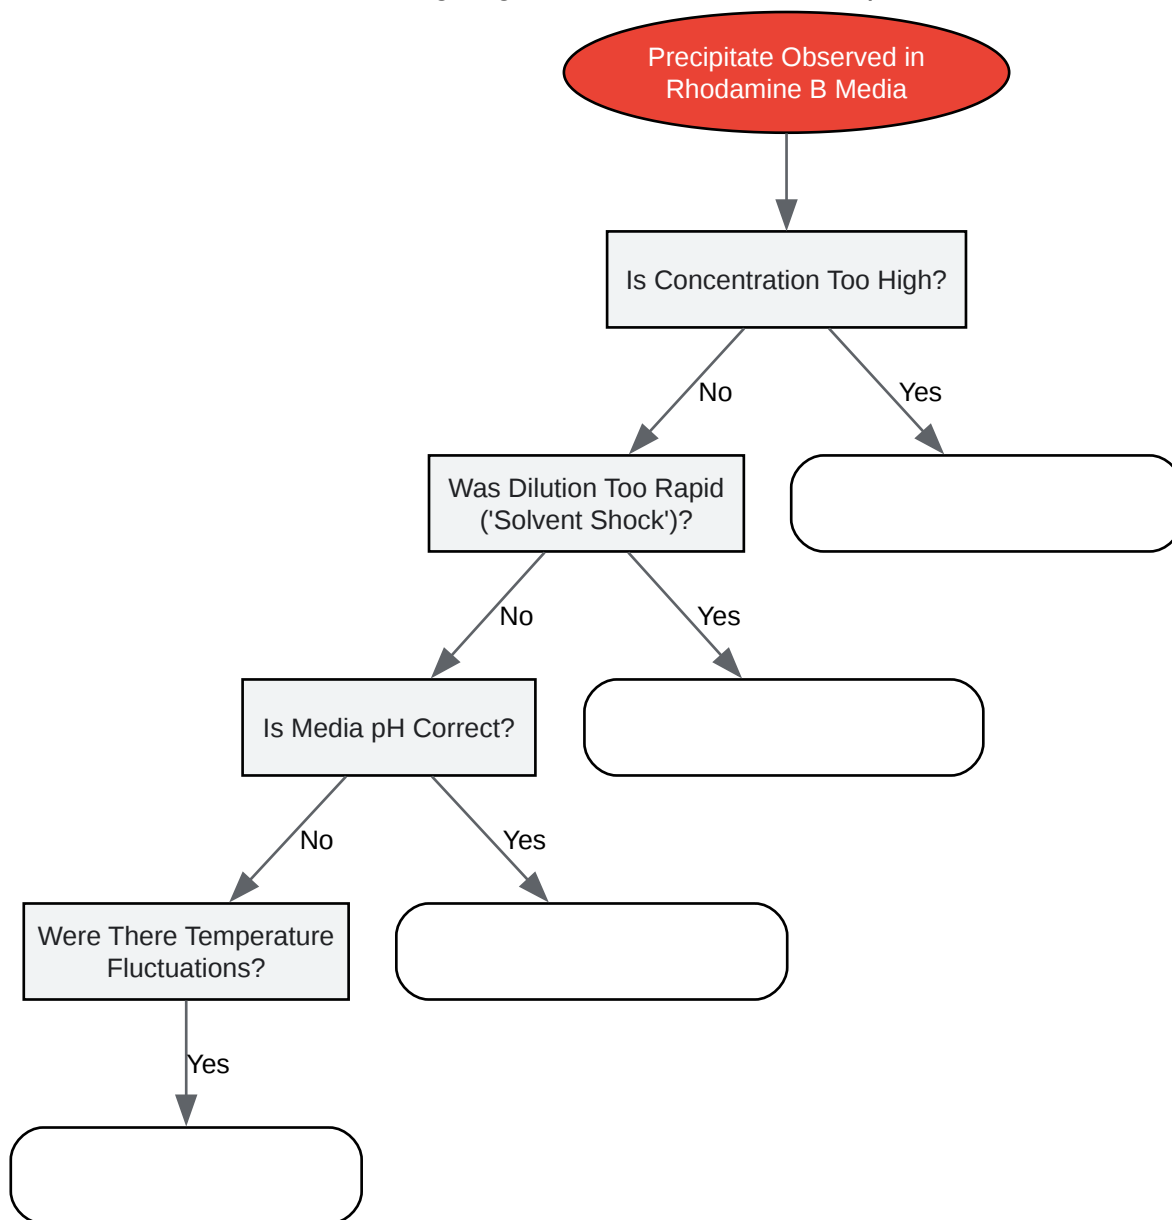 Precipitate Observed in
Rhodamine B Media
Is Concentration Too High?
No
Yes
Was Dilution Too Rapid
('Solvent Shock')?
No
Yes
Is Media pH Correct?
No
Yes
Were There Temperature
Fluctuations?
Yes